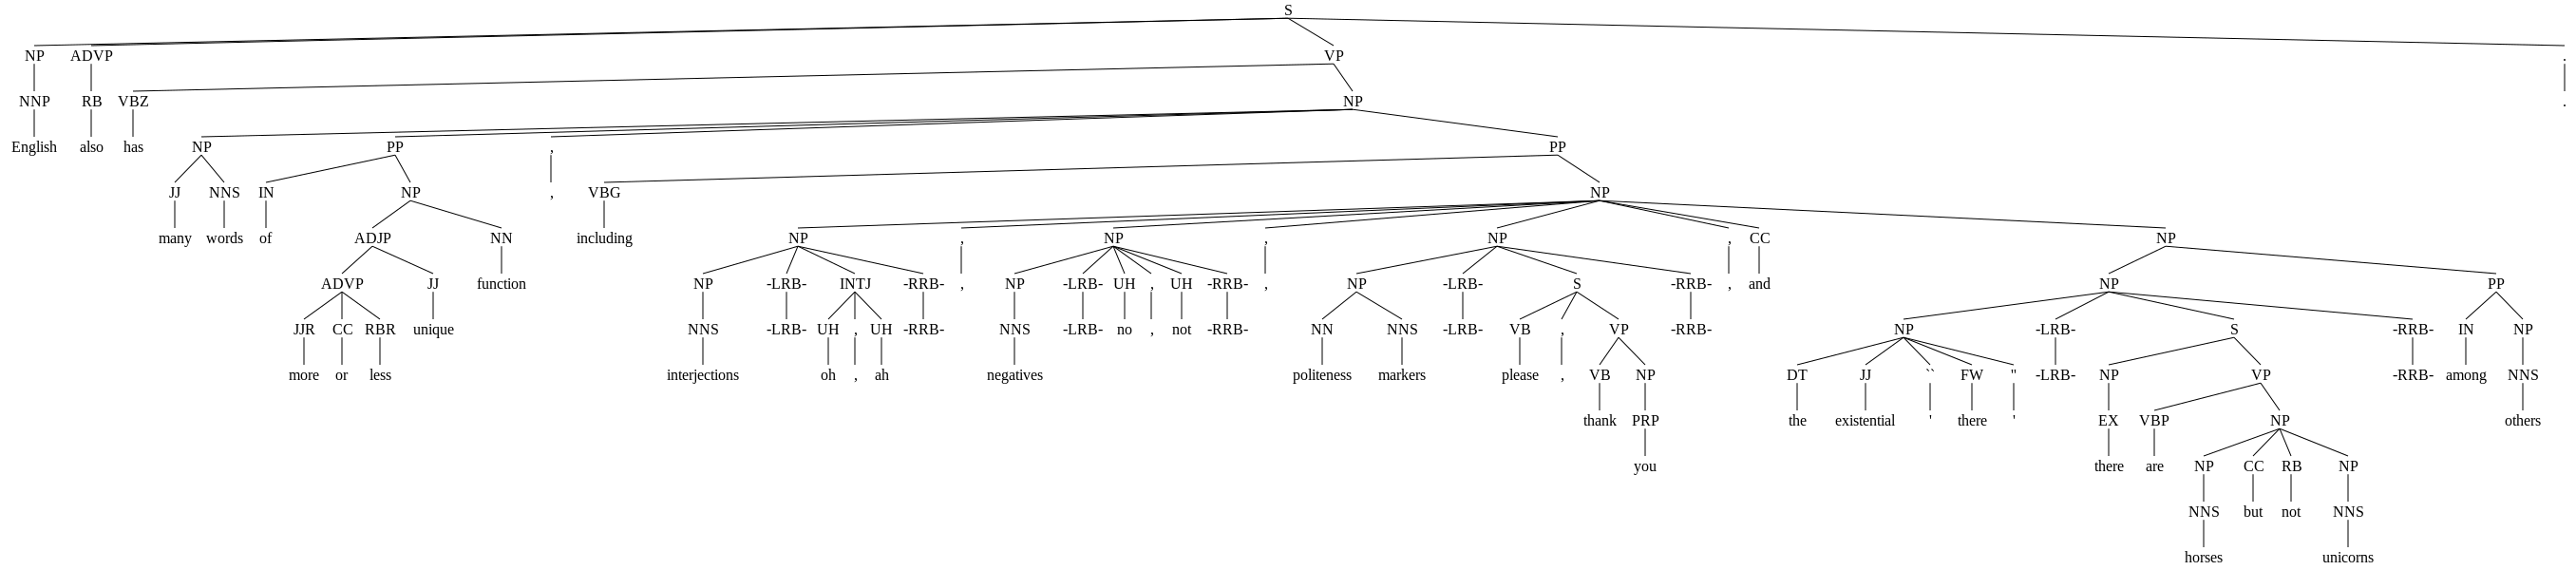 S
NP ADVP VP .
NNP RB VBZ NP .
English also has NP PP , PP
JJ NNS IN NP , VBG NP
many words of ADJP NN including NP , NP , NP , CC NP
ADVP JJ function NP -LRB- INTJ -RRB- , NP -LRB- UH , UH -RRB- , NP -LRB- S -RRB- , and NP PP
JJR CC RBR unique NNS -LRB- UH , UH -RRB- NNS -LRB- no , not -RRB- NN NNS -LRB- VB , VP -RRB- NP -LRB- S -RRB- IN NP
more or less interjections oh , ah negatives politeness markers please , VB NP DT JJ `` FW '' -LRB- NP VP -RRB- among NNS
thank PRP the existential ' there ' EX VBP NP others
you there are NP CC RB NP
NNS but not NNS
horses unicorns